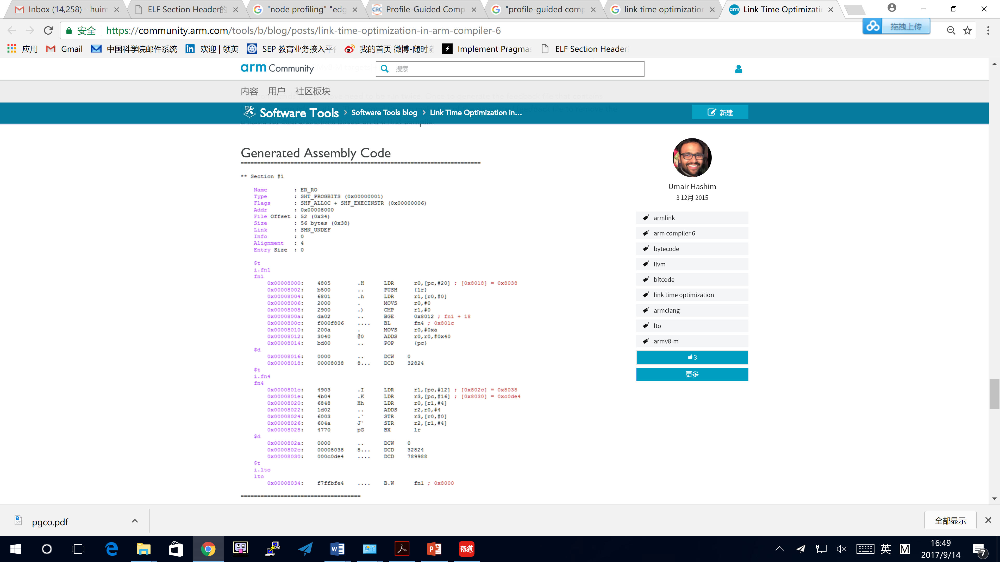 Inbox (14,258) - huim
ELF Section Header的
"node profiling" "edg
Profile-Guided Comp
"profile-guided comp
link time optimization
Link Time Optimizatio
安全
https://community.arm.com/tools/b/blog/posts/link-time-optimization-in-arm-compiler-6
拖拽上传
应用
Gmail
中国科学院邮件系统
欢迎 | 领英
SEP 教育业务接入平台
我的首页 微博-随时随
Implement Pragmas
ELF Section Header的
arm Community
搜索
内容 用户 社区板块
Software Tools > Software Tools blog > Link Time Optimization in...
新建
unused functions/sections based on the first compile.
Generated Assembly Code
** Section #1
Name : ER_RO
Type : SHT_PROGBITS (0x00000001)
Flags : SHF_ALLOC + SHF_EXECINSTR (0x00000006)
Addr : 0x00008000
File Offset : 52 (0x34)
Size : 56 bytes (0x38)
Link : SHN_UNDEF
Info : 0
Alignment : 4
Entry Size : 0
$t
i.fn1
fn1
0x00008000: 4805 .H LDR r0,[pc,#20] ; [0x8018] = 0x8038
0x00008002: b500 .. PUSH {lr}
0x00008004: 6801 .h LDR r1,[r0,#0]
0x00008006: 2000 . MOVS r0,#0
0x00008008: 2900 .) CMP r1,#0
0x0000800a: da02 .. BGE 0x8012 ; fn1 + 18
0x0000800c: f000f806 .... BL fn4 ; 0x801c
0x00008010: 200a . MOVS r0,#0xa
0x00008012: 3040 @0 ADDS r0,r0,#0x40
0x00008014: bd00 .. POP {pc}
$d
0x00008016: 0000 .. DCW 0
0x00008018: 00008038 8... DCD 32824
$t
i.fn4
fn4
0x0000801c: 4903 .I LDR r1,[pc,#12] ; [0x802c] = 0x8038
0x0000801e: 4b04 .K LDR r3,[pc,#16] ; [0x8030] = 0xc0de4
0x00008020: 6848 Hh LDR r0,[r1,#4]
0x00008022: 1d02 .. ADDS r2,r0,#4
0x00008024: 6003 .` STR r3,[r0,#0]
0x00008026: 604a J` STR r2,[r1,#4]
0x00008028: 4770 pG BX lr
$d
0x0000802a: 0000 .. DCW 0
0x0000802c: 00008038 8... DCD 32824
0x00008030: 000c0de4 .... DCD 789988
$t
i.lto
lto
0x00008034: f7ffbfe4 .... B.W fn1 ; 0x8000
Umair Hashim
3 12月 2015
armlink
arm compiler 6
bytecode
llvm
bitcode
link time optimization
armclang
lto
armv8-m
3
更多
pgco.pdf
全部显示
英
16:49
2017/9/14
7